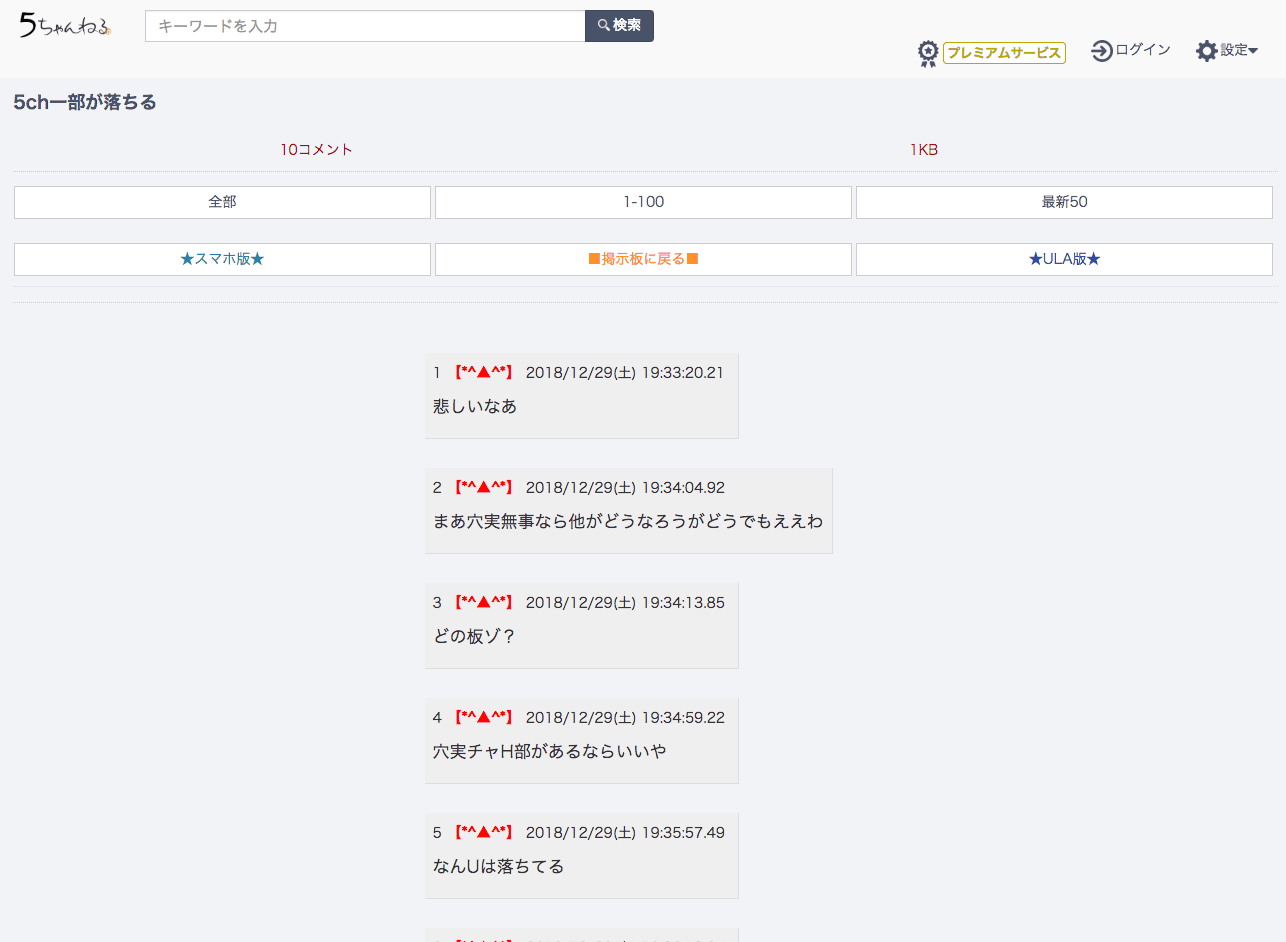 5ちゃんねる
キーワードを入力
検索
プレミアムサービス
ログイン
設定
5ch一部が落ちる
10コメント
1KB
全部
1-100
最新50
★スマホ版★
■掲示板に戻る■
★ULA版★
1 【*^▲^*】 2018/12/29(土) 19:33:20.21
悲しいなあ
2 【*^▲^*】 2018/12/29(土) 19:34:04.92
まあ穴実無事なら他がどうなろうがどうでもええわ
3 【*^▲^*】 2018/12/29(土) 19:34:13.85
どの板ゾ？
4 【*^▲^*】 2018/12/29(土) 19:34:59.22
穴実チャH部があるならいいや
5 【*^▲^*】 2018/12/29(土) 19:35:57.49
なんUは落ちてる